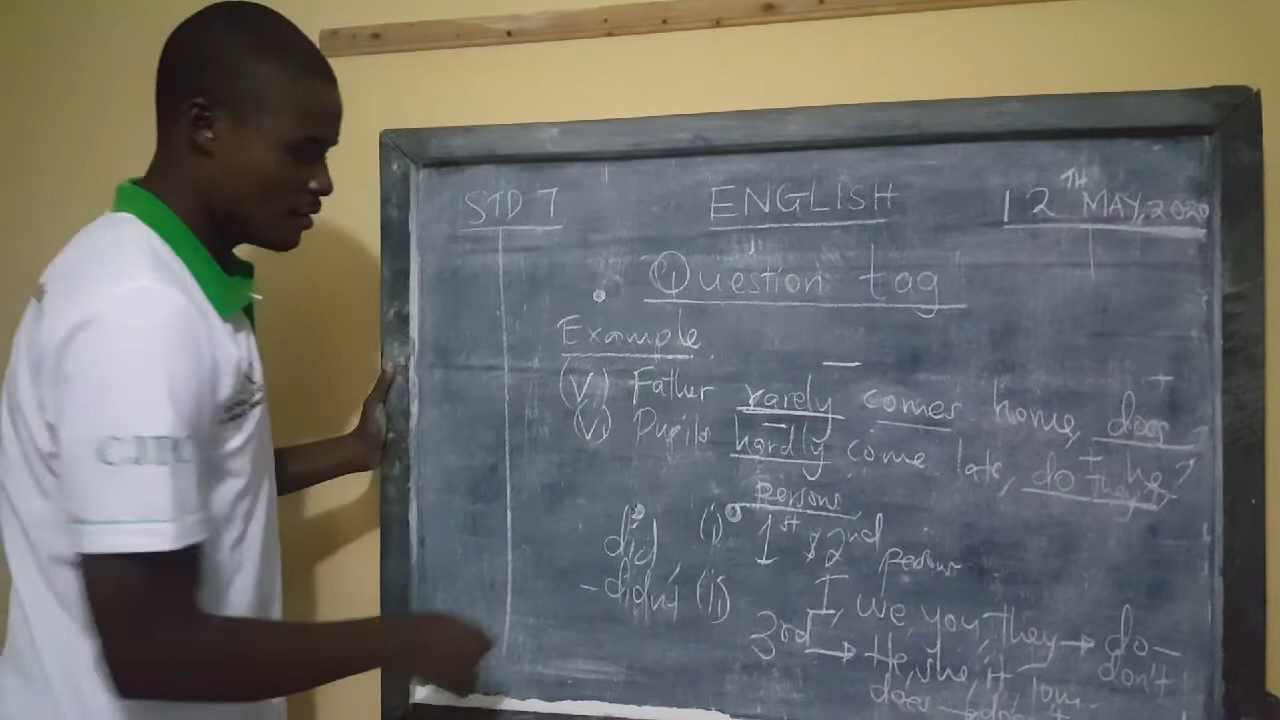 STD 7 ENGLISH 12TH MAY, 2020
Question tag
Example
(V) Father rarely comes home, does he?
(Vi) Pupils hardly come late, do they?
persons
did (i) 1st & 2nd persons
- didn't (ii) I, we, you, they → do -
don't
3rd → He, she, it
does